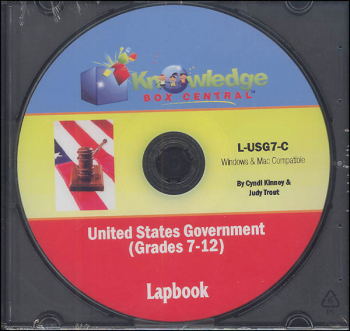 Knowledge
BOX CENTRAL
L-USG7-C
Windows & Mac Compatible
By Cyndi Kinney &
Judy Trout
United States Government
(Grades 7-12)
Lapbook